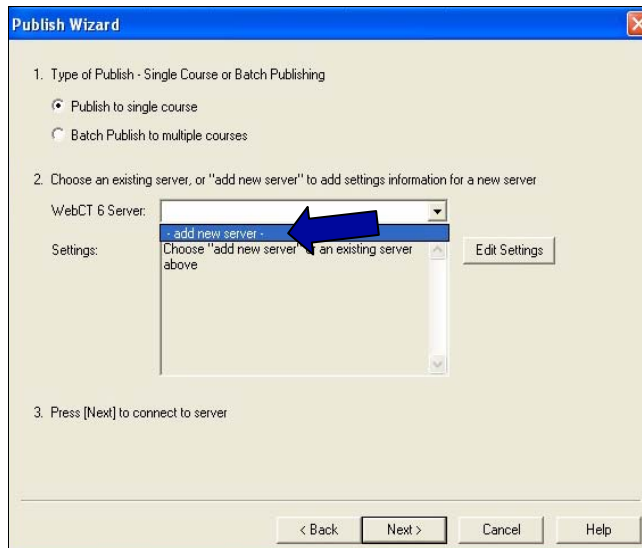 Publish Wizard
1. Type of Publish - Single Course or Batch Publishing
Publish to single course
Batch Publish to multiple courses
2. Choose an existing server, or "add new server" to add settings information for a new server
WebCT 6 Server:
- add new server -
Settings:
Choose "add new server" or an existing server
above
Edit Settings
3. Press [Next] to connect to server
< Back
Next >
Cancel
Help